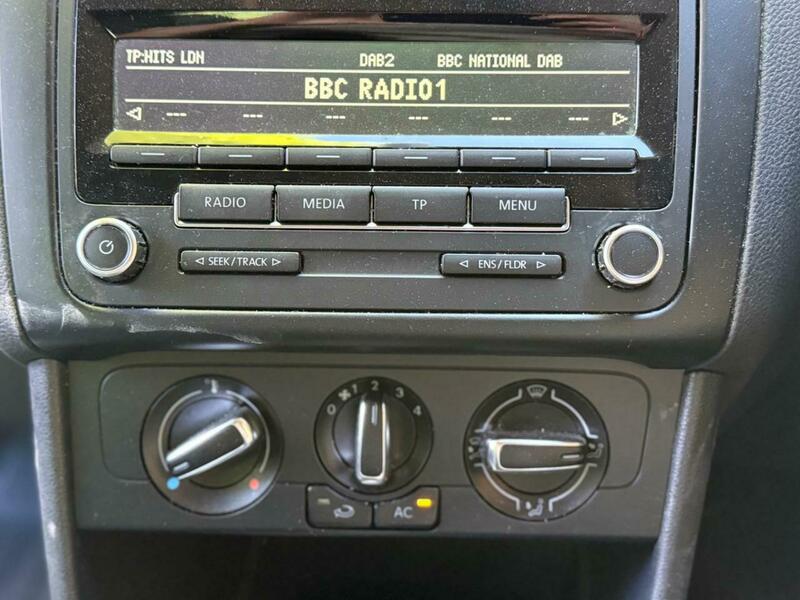 TP:HITS LDN DAB2 BBC NATIONAL DAB
BBC RADIO1
--- --- --- --- --- ---
RADIO MEDIA TP MENU
SEEK/TRACK ENS/FLDR
0 1 2 3 4
AC